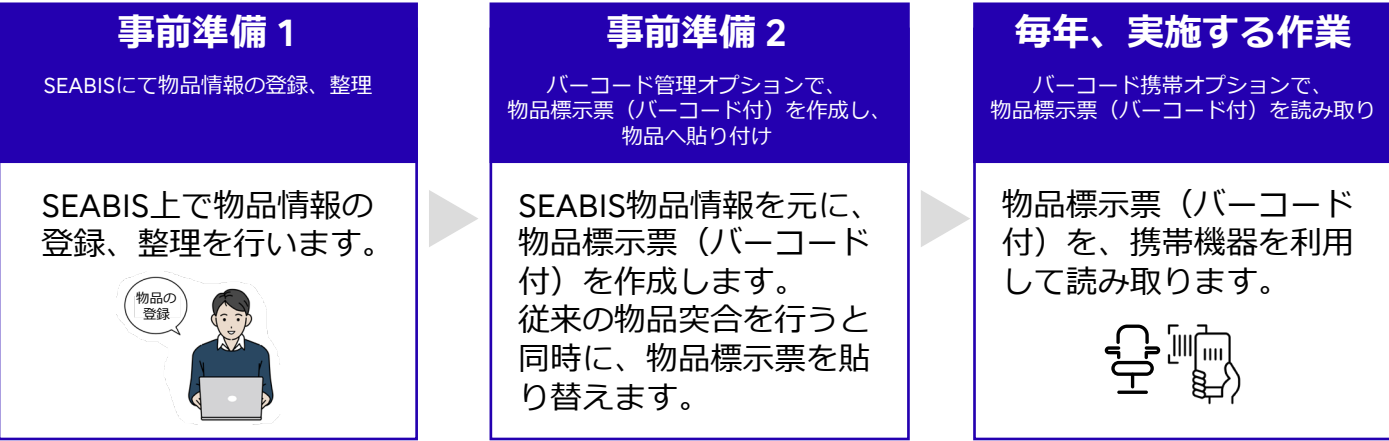 事前準備 1
SEABISにて物品情報の登録、整理
SEABIS上で物品情報の
登録、整理を行います。
物品の
登録
事前準備 2
バーコード管理オプションで、
物品標示票（バーコード付）を作成し、
物品へ貼り付け
SEABIS物品情報を元に、
物品標示票（バーコード
付）を作成します。
従来の物品突合を行うと
同時に、物品標示票を貼
り替えます。
毎年、実施する作業
バーコード携帯オプションで、
物品標示票（バーコード付）を読み取り
物品標示票（バーコード
付）を、携帯機器を利用
して読み取ります。